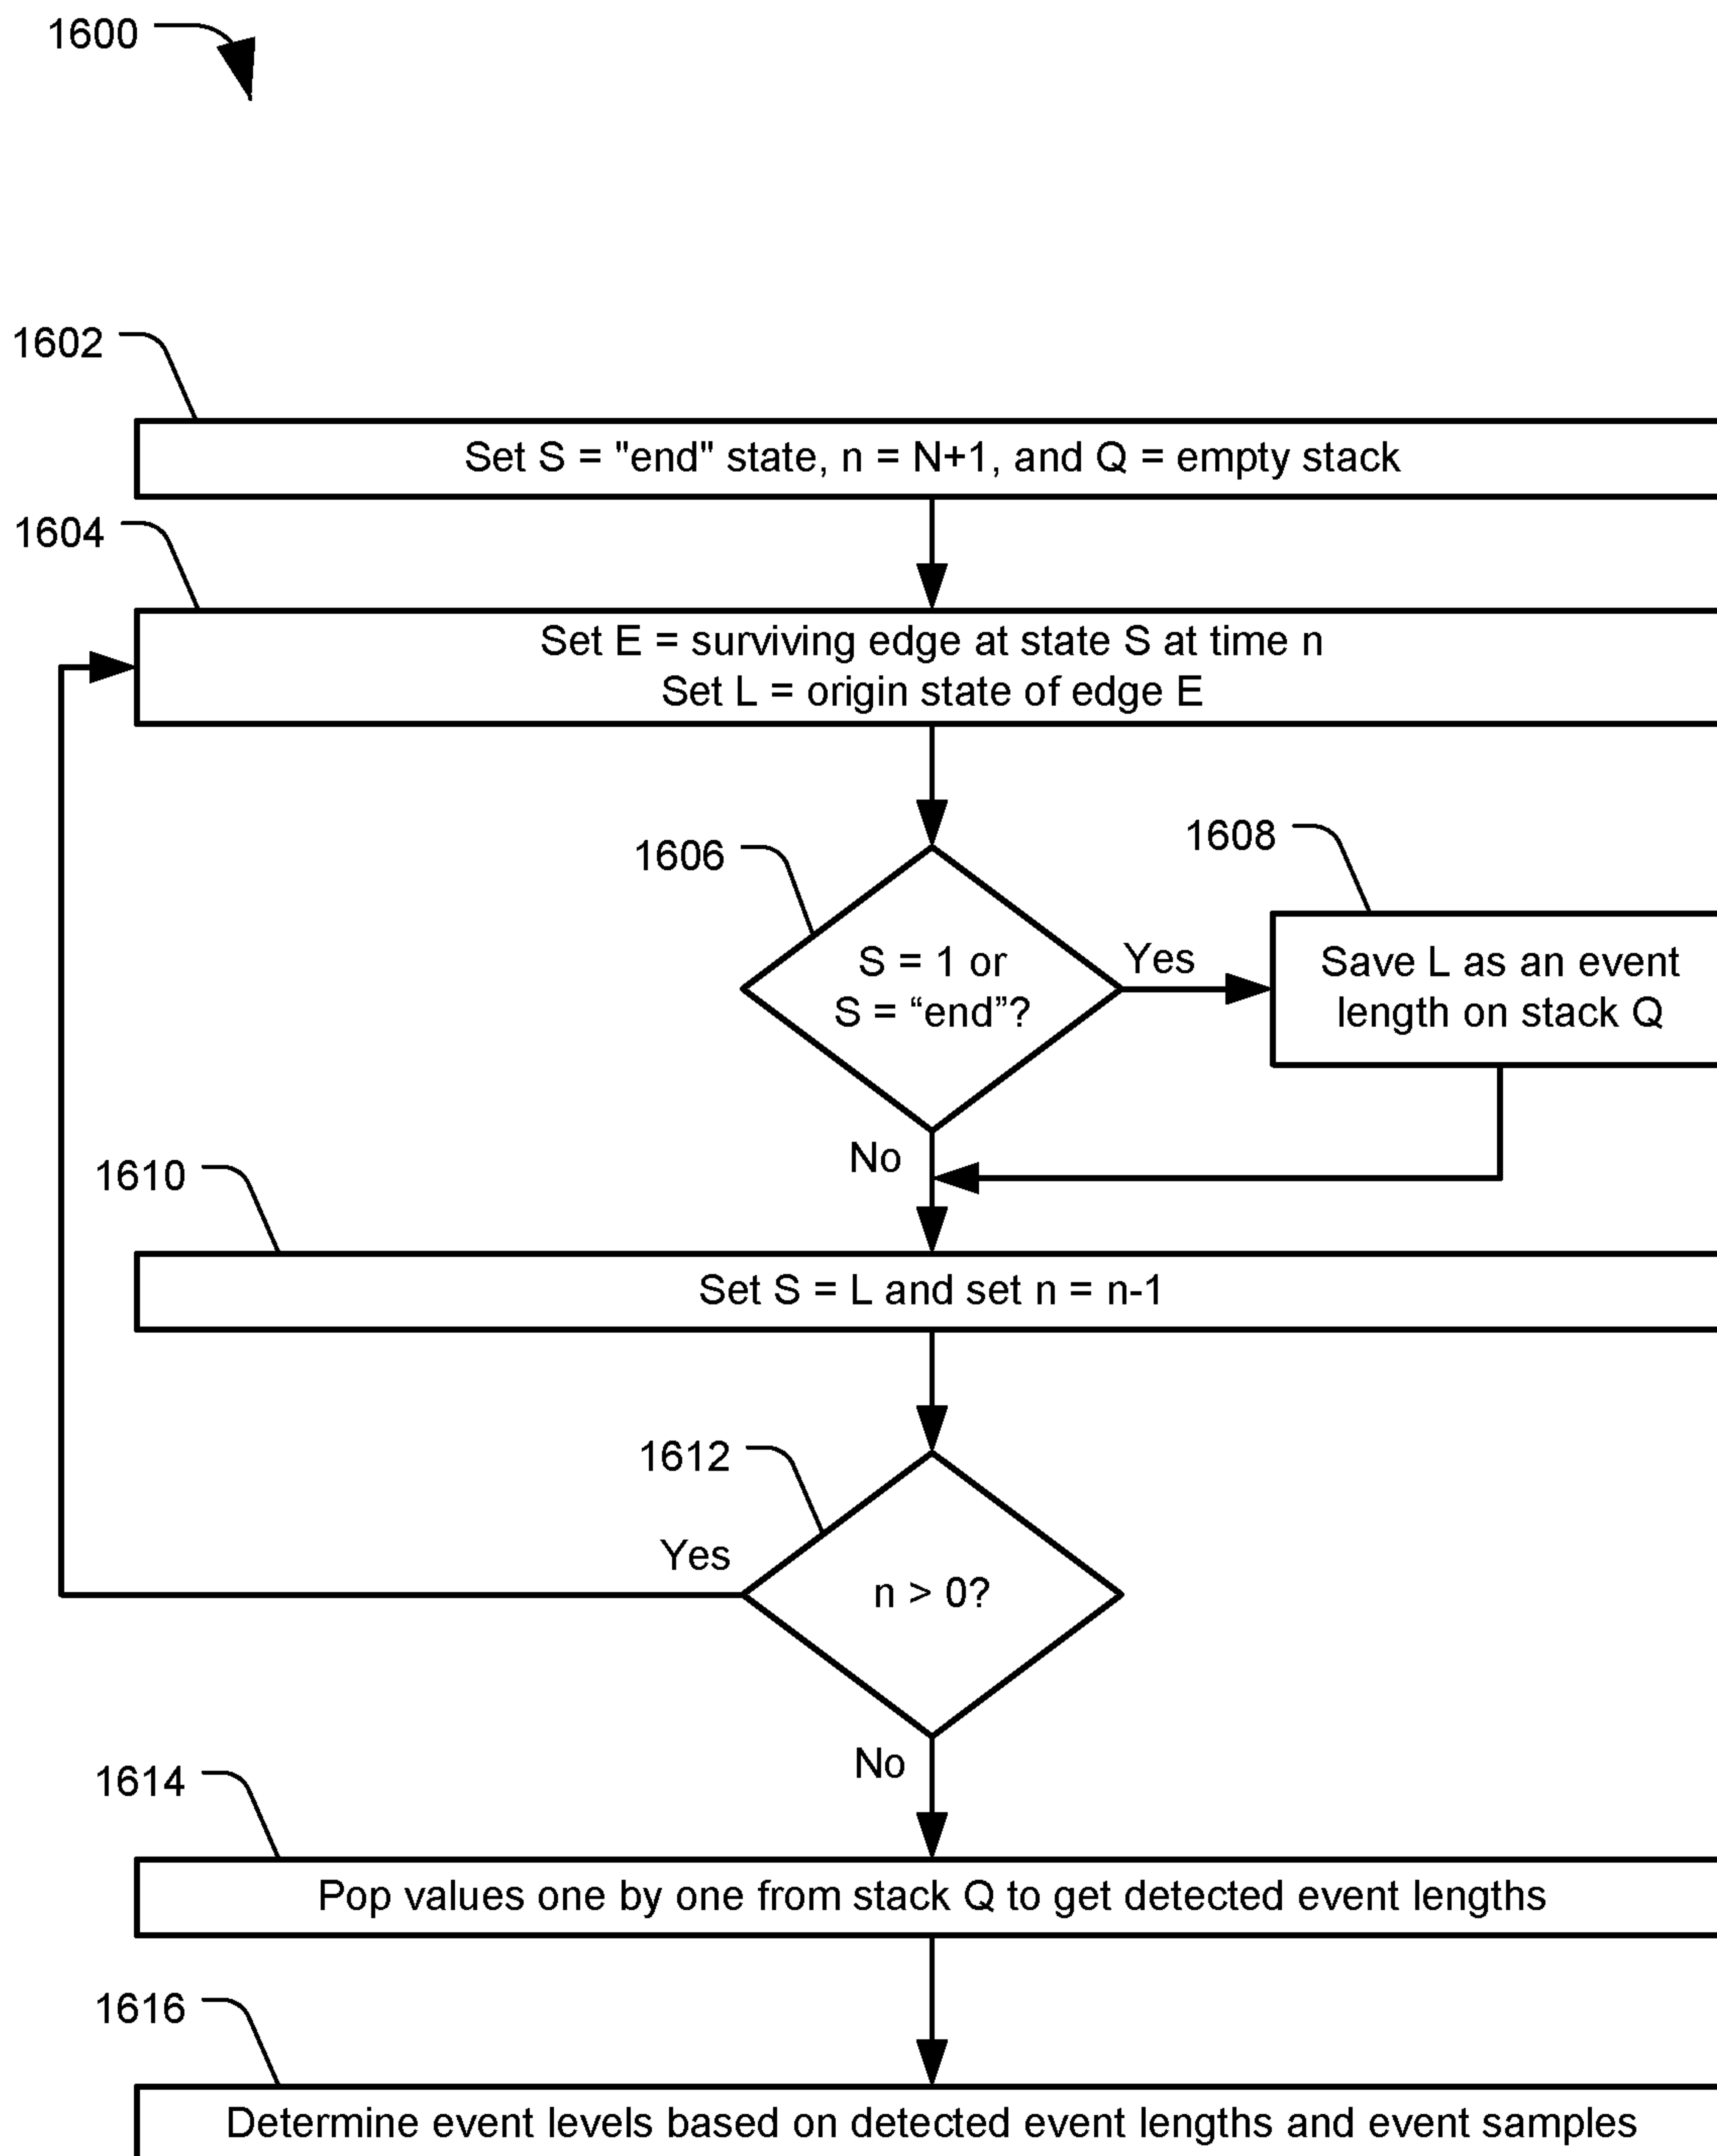 1600
1602
Set S = "end" state, n = N+1, and Q = empty stack
1604
Set E = surviving edge at state S at time n
Set L = origin state of edge E
1606
1608
S = 1 or
S = “end”?
Yes
Save L as an event
length on stack Q
No
1610
Set S = L and set n = n-1
1612
Yes
n > 0?
No
1614
Pop values one by one from stack Q to get detected event lengths
1616
Determine event levels based on detected event lengths and event samples